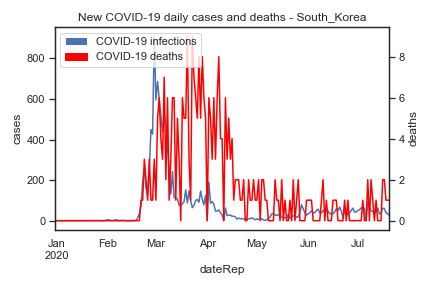 New COVID-19 daily cases and deaths - South_Korea
COVID-19 infections
COVID-19 deaths
cases
800
600
400
200
0
8
6
4
2
0
deaths
Jan Feb Mar Apr May Jun Jul
2020
dateRep